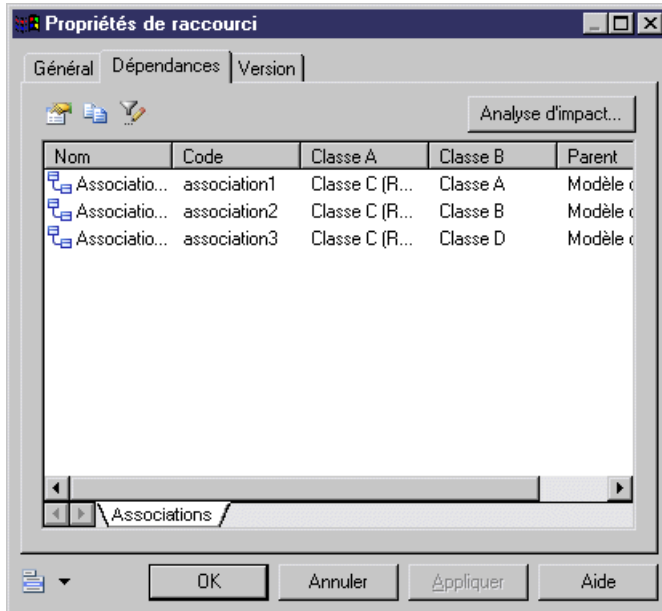 Propriétés de raccourci
Général Dépendances Version
Analyse d'impact...
Nom Code Classe A Classe B Parent
Associatio... association1 Classe C (R... Classe A Modèle
Associatio... association2 Classe C (R... Classe B Modèle
Associatio... association3 Classe C (R... Classe D Modèle
Associations
OK Annuler Appliquer Aide